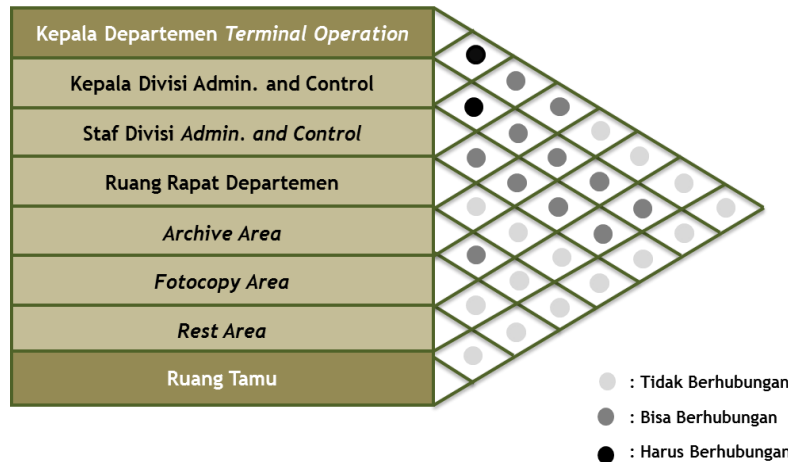 Kepala Departemen Terminal Operation
Kepala Divisi Admin. and Control
Staf Divisi Admin. and Control
Ruang Rapat Departemen
Archive Area
Fotocopy Area
Rest Area
Ruang Tamu
: Tidak Berhubungan
: Bisa Berhubungan
: Harus Berhubungan